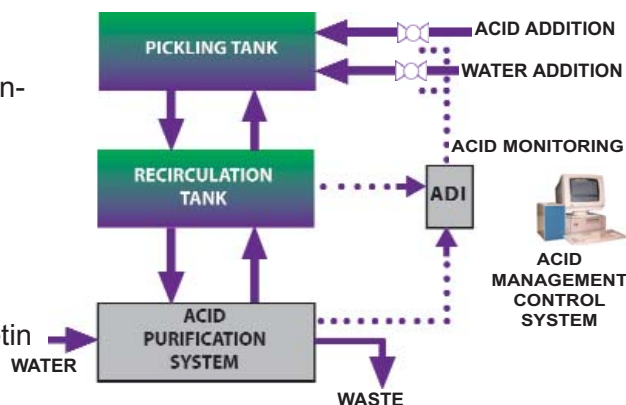 ACID ADDITION
PICKLING TANK
WATER ADDITION
n-
ACID MONITORING
RECIRCULATION
TANK
ADI
ACID
MANAGEMENT
CONTROL
SYSTEM
ACID
PURIFICATION
SYSTEM
tin
WATER
WASTE